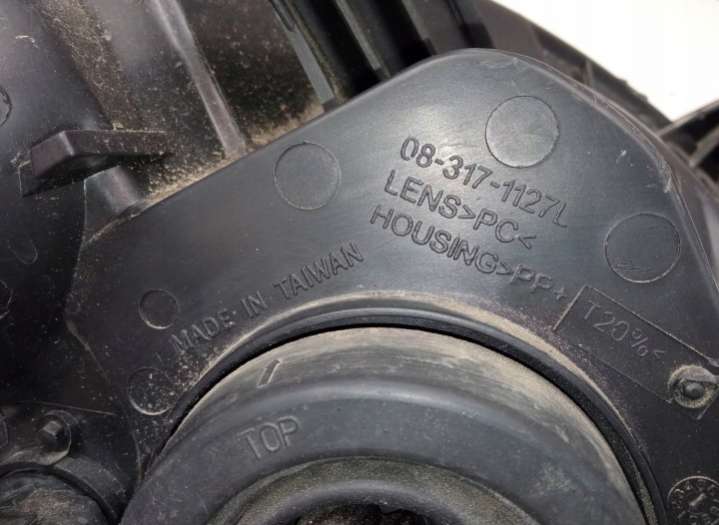 08-317-1127L
LENS>PC<
HOUSING>PP+
T20%<
MADE IN TAIWAN
TOP